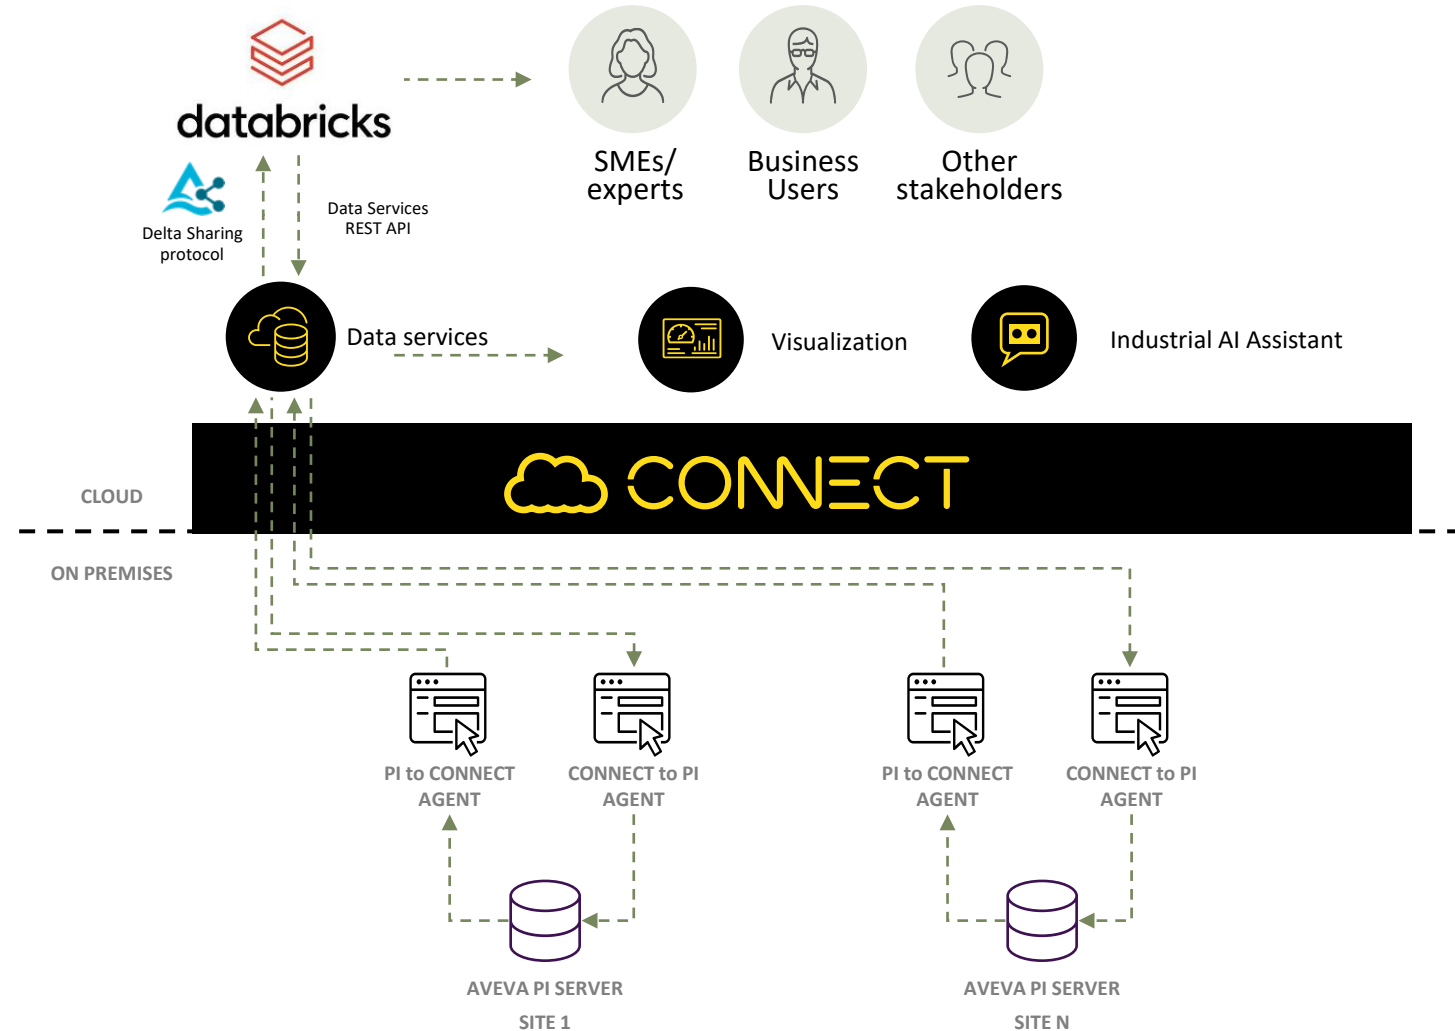 databricks
SMEs/
experts
Business
Users
Other
stakeholders
Delta Sharing
protocol
Data Services
REST API
Data services
Visualization
Industrial AI Assistant
CONNECT
CLOUD
ON PREMISES
PI to CONNECT
AGENT
CONNECT to PI
AGENT
PI to CONNECT
AGENT
CONNECT to PI
AGENT
AVEVA PI SERVER
SITE 1
AVEVA PI SERVER
SITE N